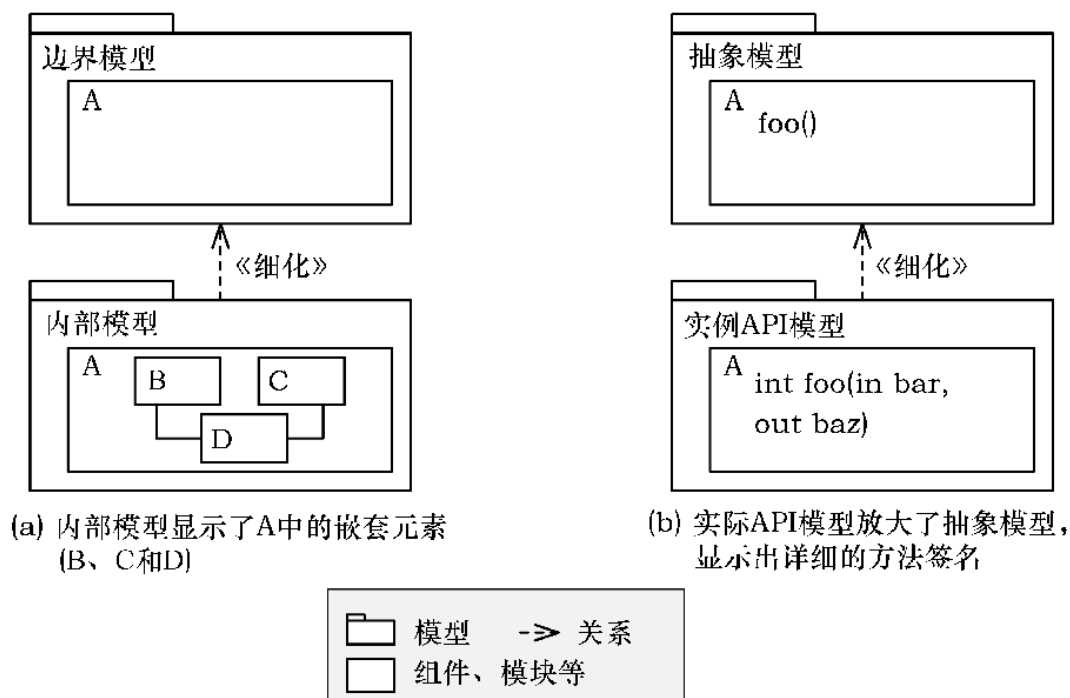 边界模型
A
《细化》
内部模型
A
B
C
D
(a) 内部模型显示了A中的嵌套元素
(B、C和D)
抽象模型
A
foo()
《细化》
实例API模型
A
int foo(in bar,
out baz)
(b) 实际API模型放大了抽象模型，
显示出详细的方法签名
模型
关系
组件、模块等